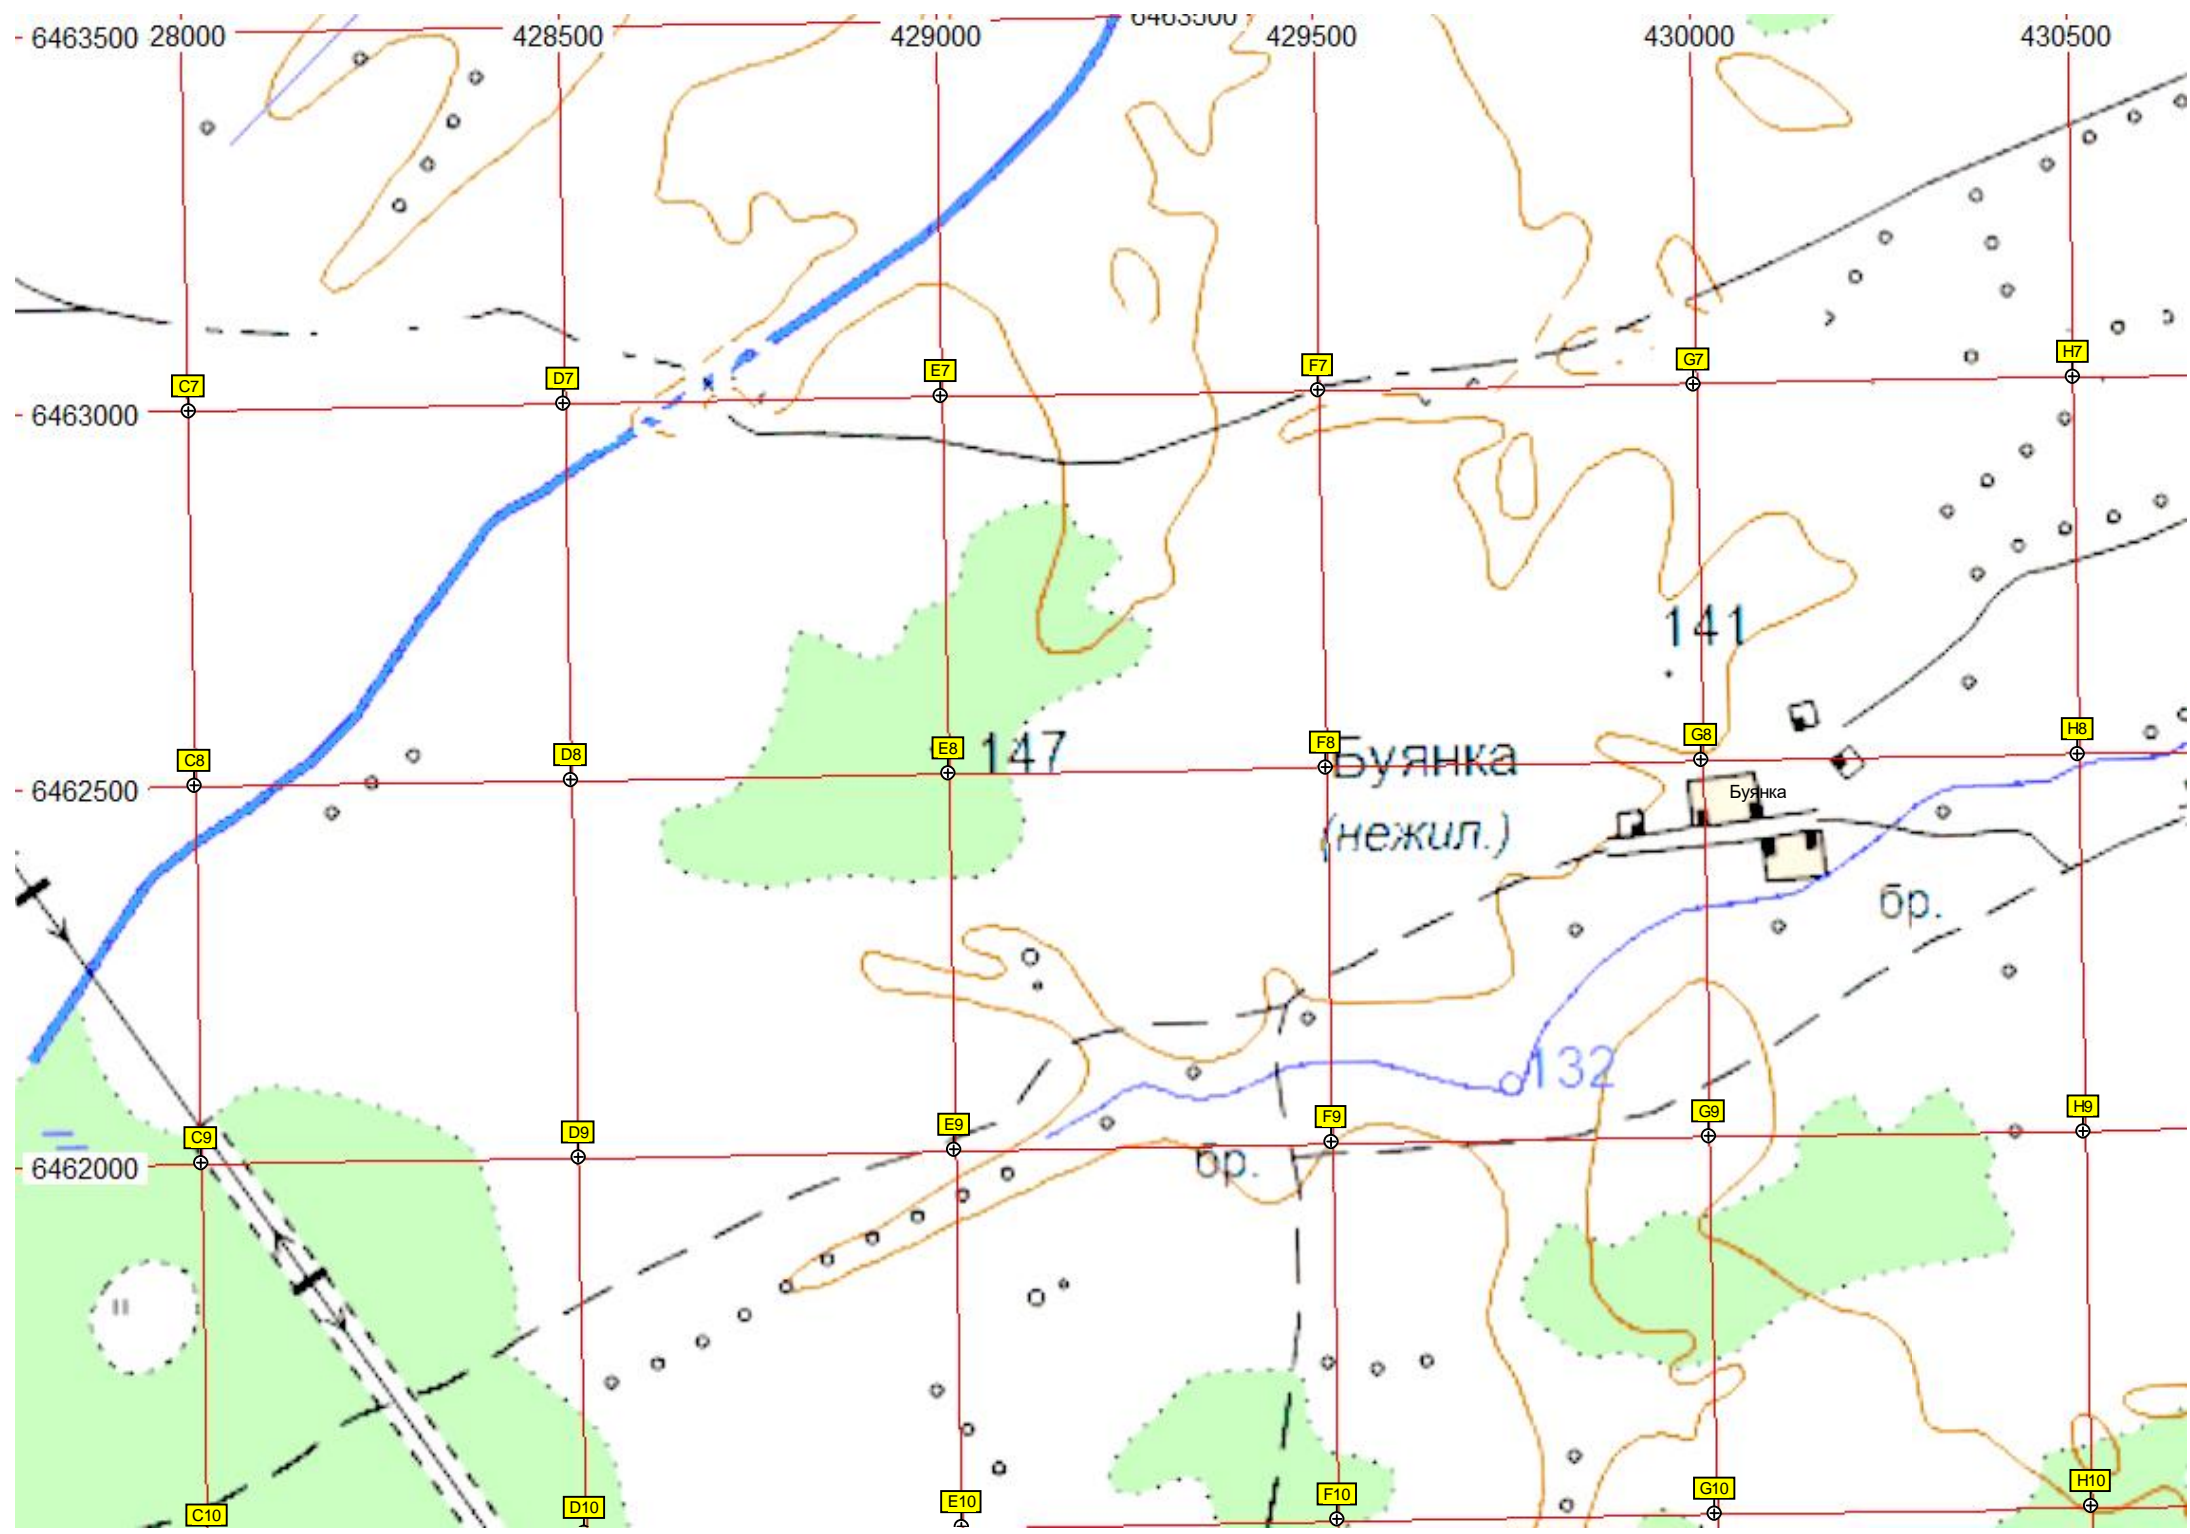 6463500
6463500 28000 428500 429000 429500 430000 430500
C7 D7 E7 F7 G7 H7
6463000
141
C8 D8 E8 F8 G8 H8
147
Буянка
6462500
Буянка
(нежил.)
бр.
132
C9 D9 E9 F9 G9 H9
6462000
бр.
C10 D10 E10 F10 G10 H10